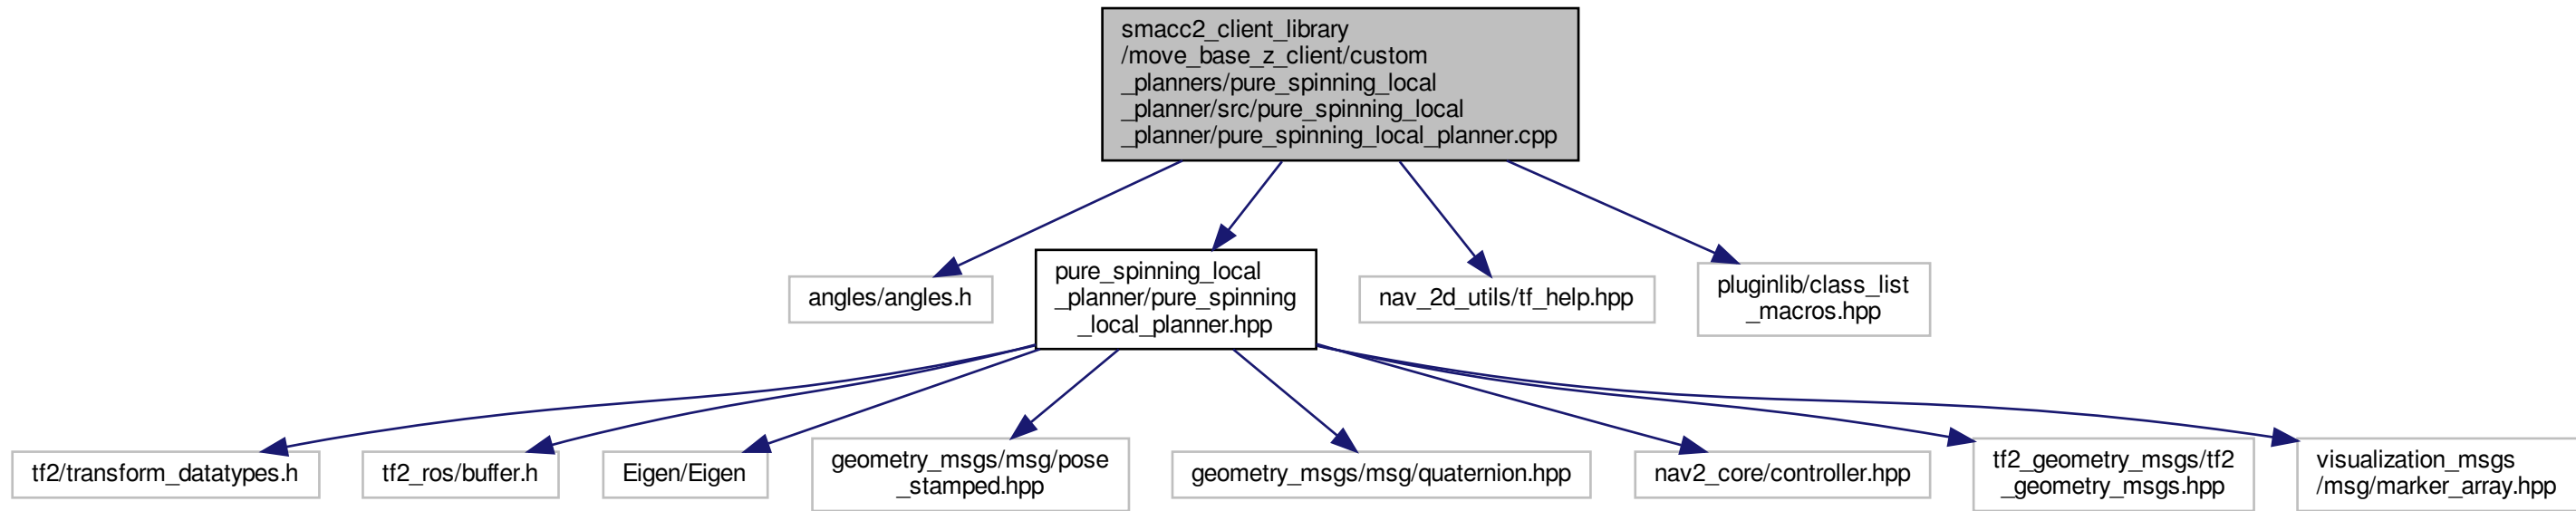 smacc2_client_library
/move_base_z_client/custom
_planners/pure_spinning_local
_planner/src/pure_spinning_local
_planner/pure_spinning_local_planner.cpp
angles/angles.h
pure_spinning_local
_planner/pure_spinning
_local_planner.hpp
nav_2d_utils/tf_help.hpp
pluginlib/class_list
_macros.hpp
tf2/transform_datatypes.h
tf2_ros/buffer.h
Eigen/Eigen
geometry_msgs/msg/pose
_stamped.hpp
geometry_msgs/msg/quaternion.hpp
nav2_core/controller.hpp
tf2_geometry_msgs/tf2
_geometry_msgs.hpp
visualization_msgs
/msg/marker_array.hpp